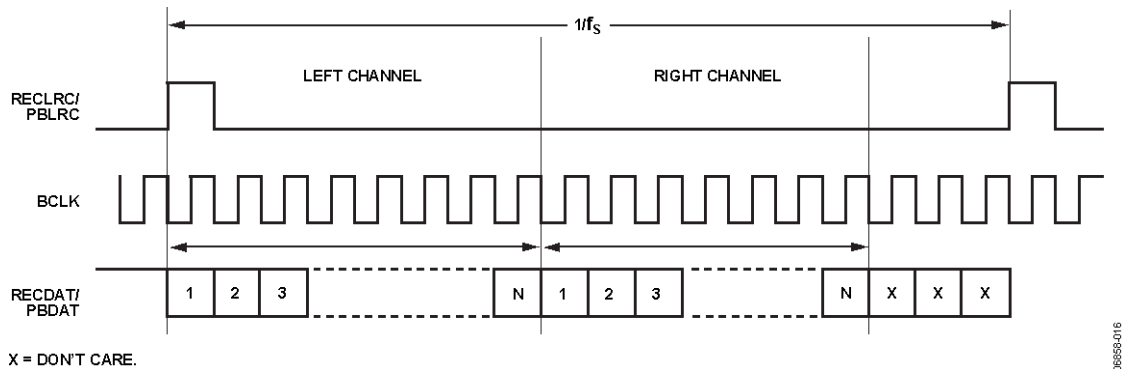 1/fS
LEFT CHANNEL
RIGHT CHANNEL
RECLRC/
PBLRC
BCLK
RECDAT/
PBDAT
1 2 3 N 1 2 3 N X X X
X = DON'T CARE.
06858-016